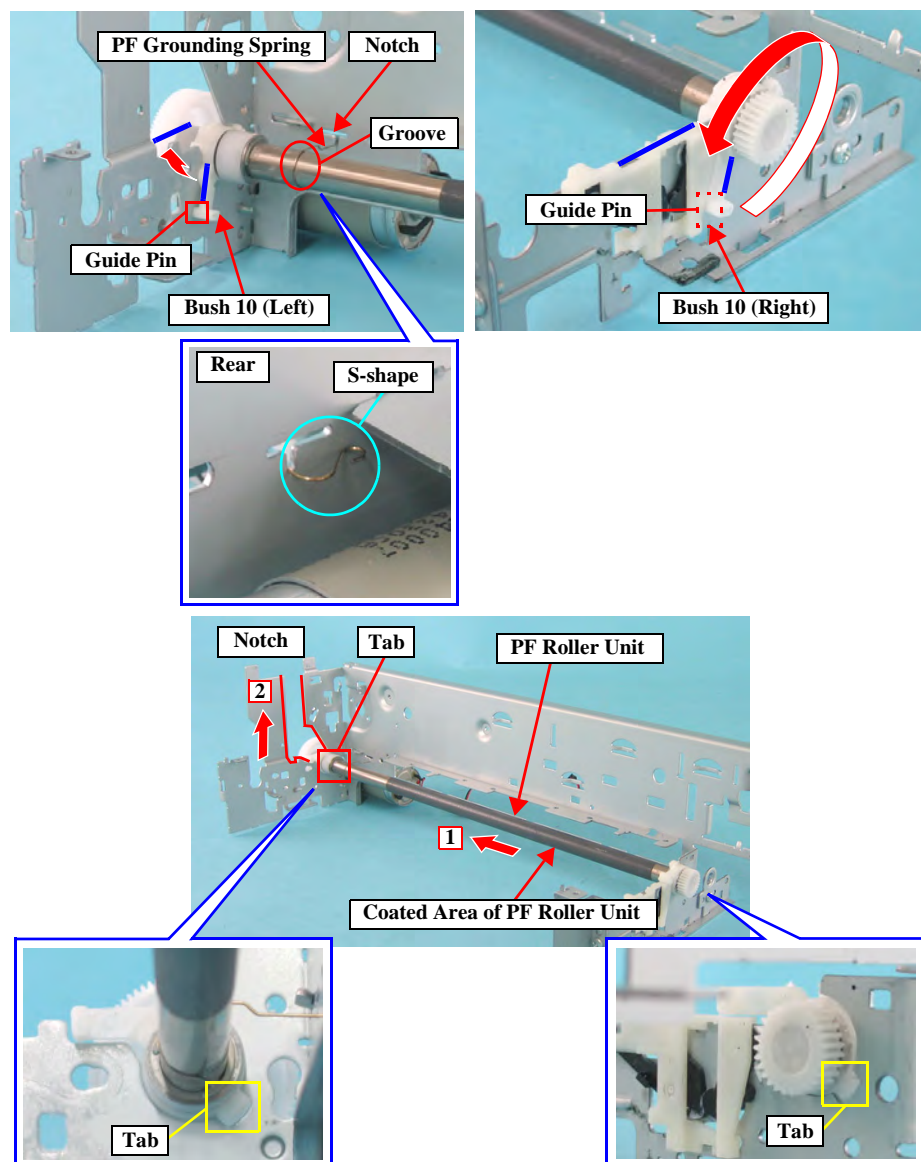 PF Grounding Spring
Notch
Groove
Guide Pin
Bush 10 (Left)
Guide Pin
Bush 10 (Right)
Rear
S-shape
Notch
Tab
PF Roller Unit
2
1
Coated Area of PF Roller Unit
Tab
Tab